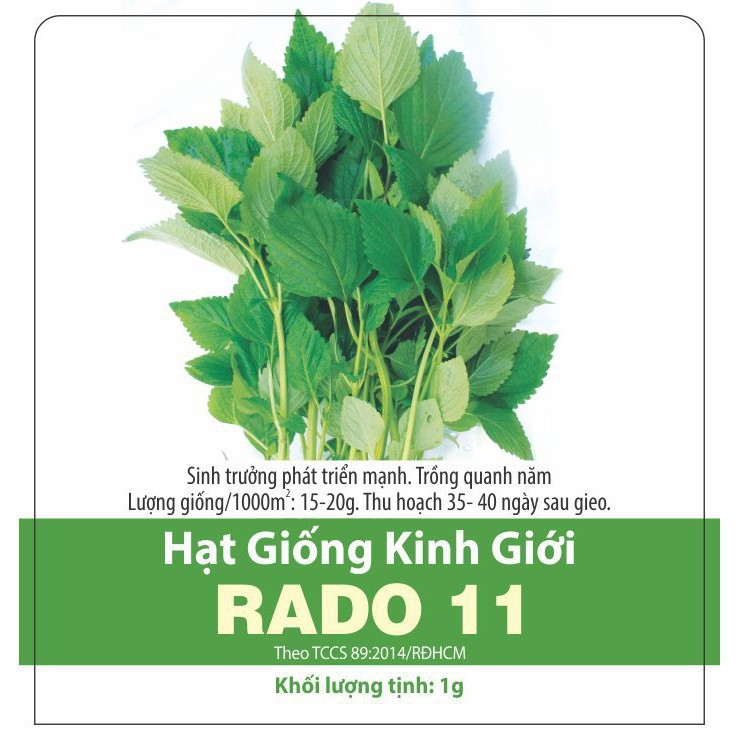 Sinh trưởng phát triển mạnh. Trồng quanh năm
Lượng giống/1000m²: 15-20g. Thu hoạch 35- 40 ngày sau gieo.
Hạt Giống Kinh Giới
RADO 11
Theo TCCS 89:2014/RĐHCM
Khối lượng tịnh: 1g